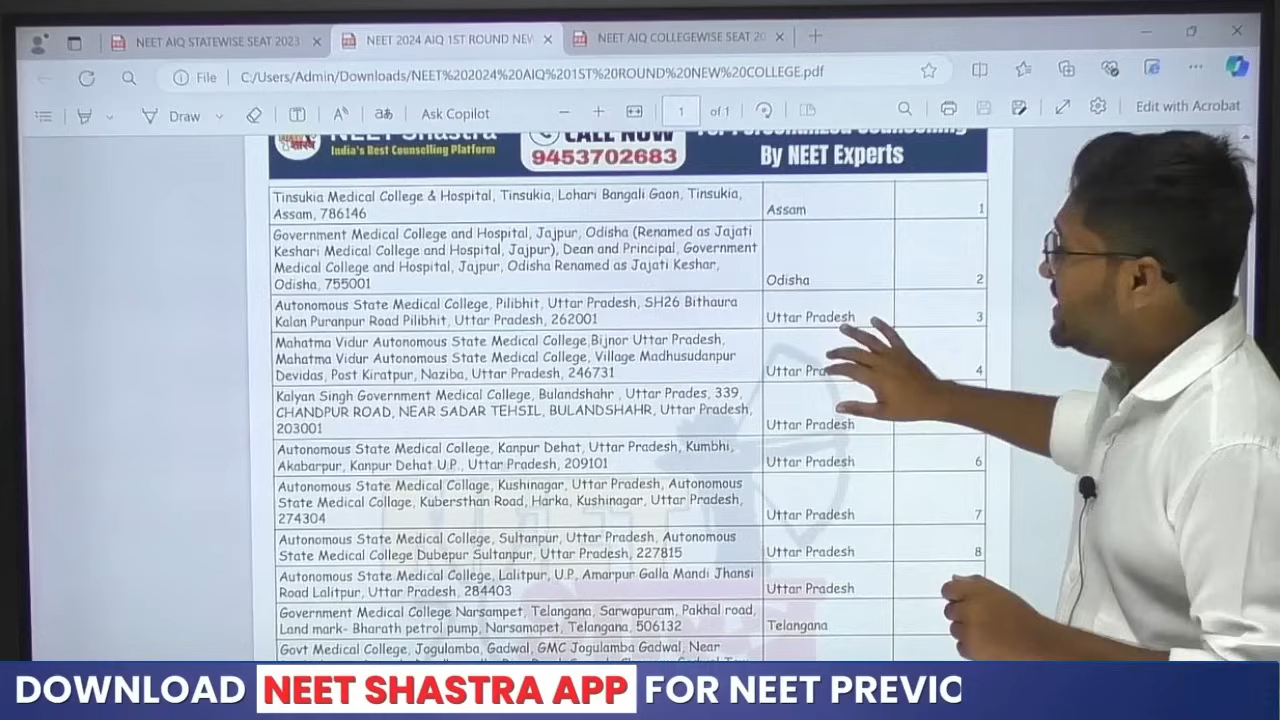 NEET AIQ STATEWISE SEAT 2023
NEET 2024 AIQ 1ST ROUND NEW
NEET AIQ COLLEGEWISE SEAT 20
File C:/Users/Admin/Downloads/NEET%202024%20AIQ%201ST%20ROUND%20NEW%20COLLEGE.pdf
Draw
Ask Copilot
1 of 1
Edit with Acrobat
NEET Shastra
India's Best Counselling Platform
CALL NOW
9453702683
For Personalized Counselling
By NEET Experts
Tinsukia Medical College & Hospital, Tinsukia, Lohari Bangali Gaon, Tinsukia,
Assam, 786146
Assam 1
Government Medical College and Hospital, Jajpur, Odisha (Renamed as Jajati
Keshari Medical College and Hospital, Jajpur), Dean and Principal, Government
Medical College and Hospital, Jajpur, Odisha Renamed as Jajati Keshar,
Odisha, 755001
Odisha 2
Autonomous State Medical College, Pilibhit, Uttar Pradesh, SH26 Bithaura
Kalan Puranpur Road Pilibhit, Uttar Pradesh, 262001
Uttar Pradesh 3
Mahatma Vidur Autonomous State Medical College,Bijnor Uttar Pradesh,
Mahatma Vidur Autonomous State Medical College, Village Madhusudanpur
Devidas, Post Kiratpur, Naziba, Uttar Pradesh, 246731
Uttar Pra 4
Kalyan Singh Government Medical College, Bulandshahr , Uttar Prades, 339,
CHANDPUR ROAD, NEAR SADAR TEHSIL, BULANDSHAHR, Uttar Pradesh,
203001
Uttar Pradesh
Autonomous State Medical College, Kanpur Dehat, Uttar Pradesh, Kumbhi,
Akabarpur, Kanpur Dehat U.P., Uttar Pradesh, 209101
Uttar Pradesh 6
Autonomous State Medical College, Kushinagar, Uttar Pradesh, Autonomous
State Medical Collage, Kubersthan Road, Harka, Kushinagar, Uttar Pradesh,
274304
Uttar Pradesh 7
Autonomous State Medical College, Sultanpur, Uttar Pradesh, Autonomous
State Medical College Dubepur Sultanpur, Uttar Pradesh, 227815
Uttar Pradesh 8
Autonomous State Medical College, Lalitpur, U.P, Amarpur Galla Mandi Jhansi
Road Lalitpur, Uttar Pradesh, 284403
Uttar Pradesh
Government Medical College Narsampet, Telangana, Sarwapuram, Pakhal road,
Land mark- Bharath petrol pump, Narsamapet, Telangana, 506132
Telangana
Govt Medical College, Jogulamba, Gadwal, GMC Jogulamba Gadwal, Near
DOWNLOAD NEET SHASTRA APP FOR NEET PREVIC